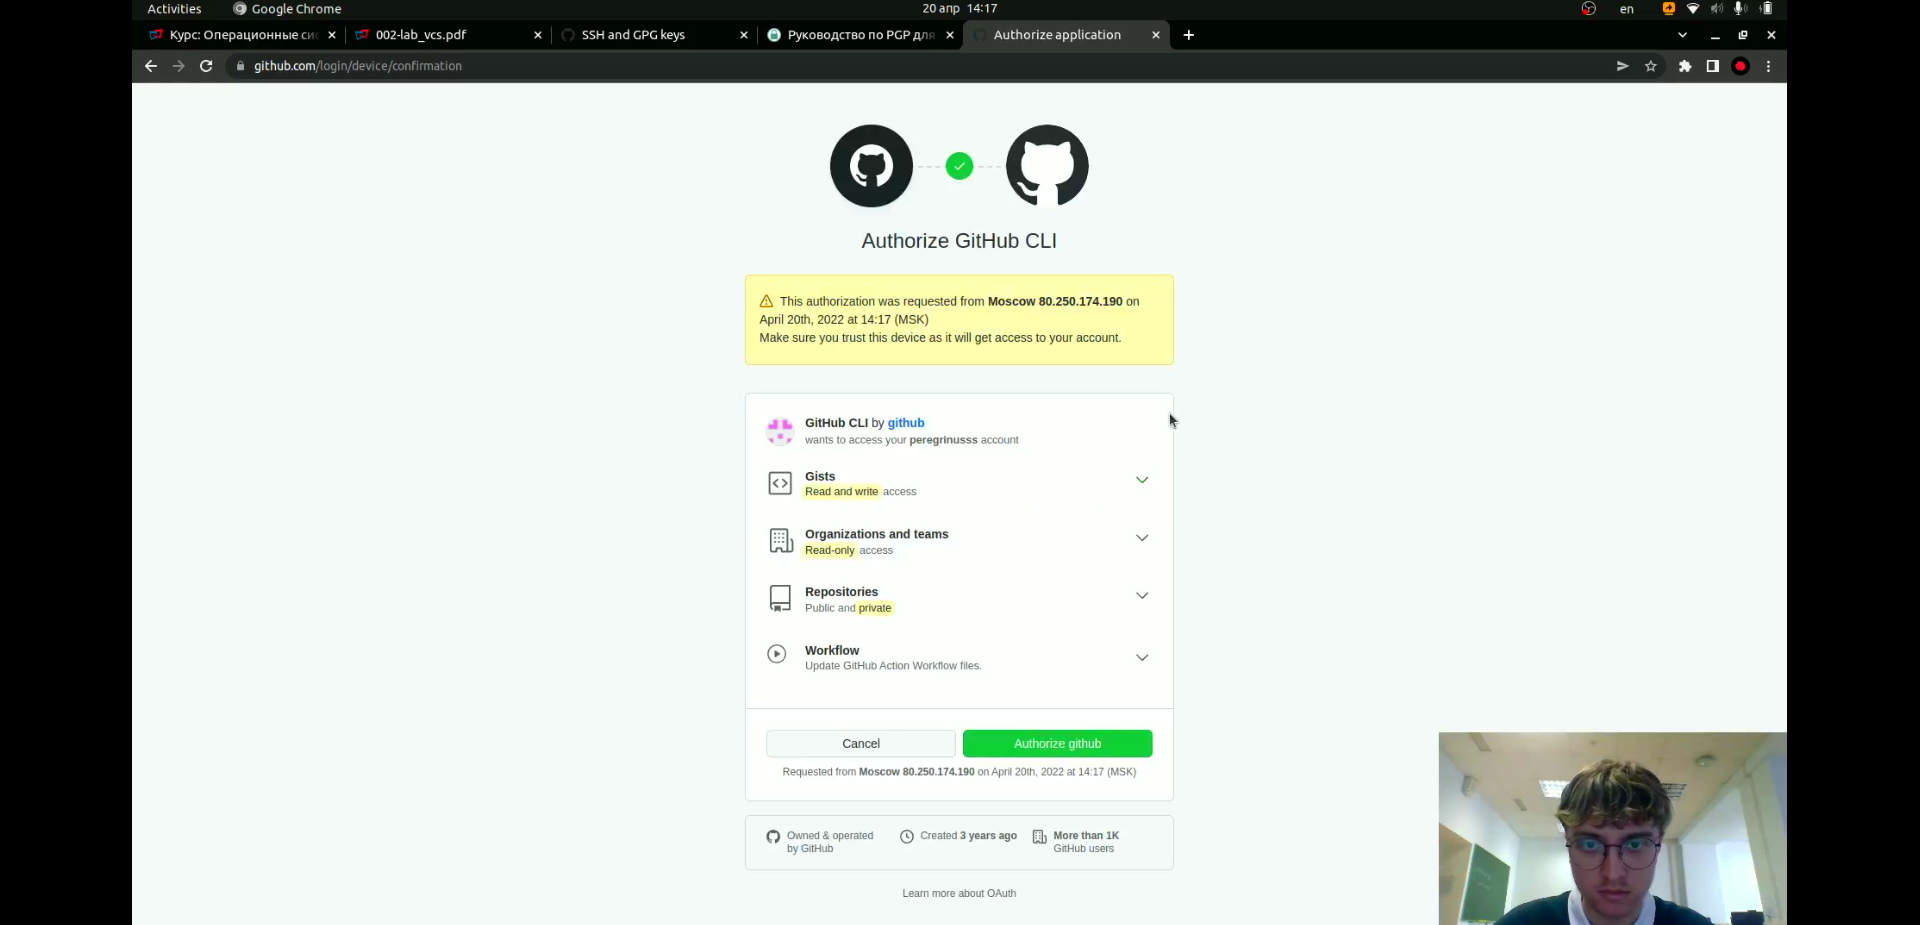 Activities
Google Chrome
20 апр 14:17
en
Курс: Операционные сис
002-lab_vcs.pdf
SSH and GPG keys
Руководство по PGP для
Authorize application
github.com/login/device/confirmation
Authorize GitHub CLI
This authorization was requested from Moscow 80.250.174.190 on
April 20th, 2022 at 14:17 (MSK)
Make sure you trust this device as it will get access to your account.
GitHub CLI by github
wants to access your peregrinusss account
Gists
Read and write access
Organizations and teams
Read-only access
Repositories
Public and private
Workflow
Update GitHub Action Workflow files.
Cancel
Authorize github
Requested from Moscow 80.250.174.190 on April 20th, 2022 at 14:17 (MSK)
Owned & operated
by GitHub
Created 3 years ago
More than 1K
GitHub users
Learn more about OAuth